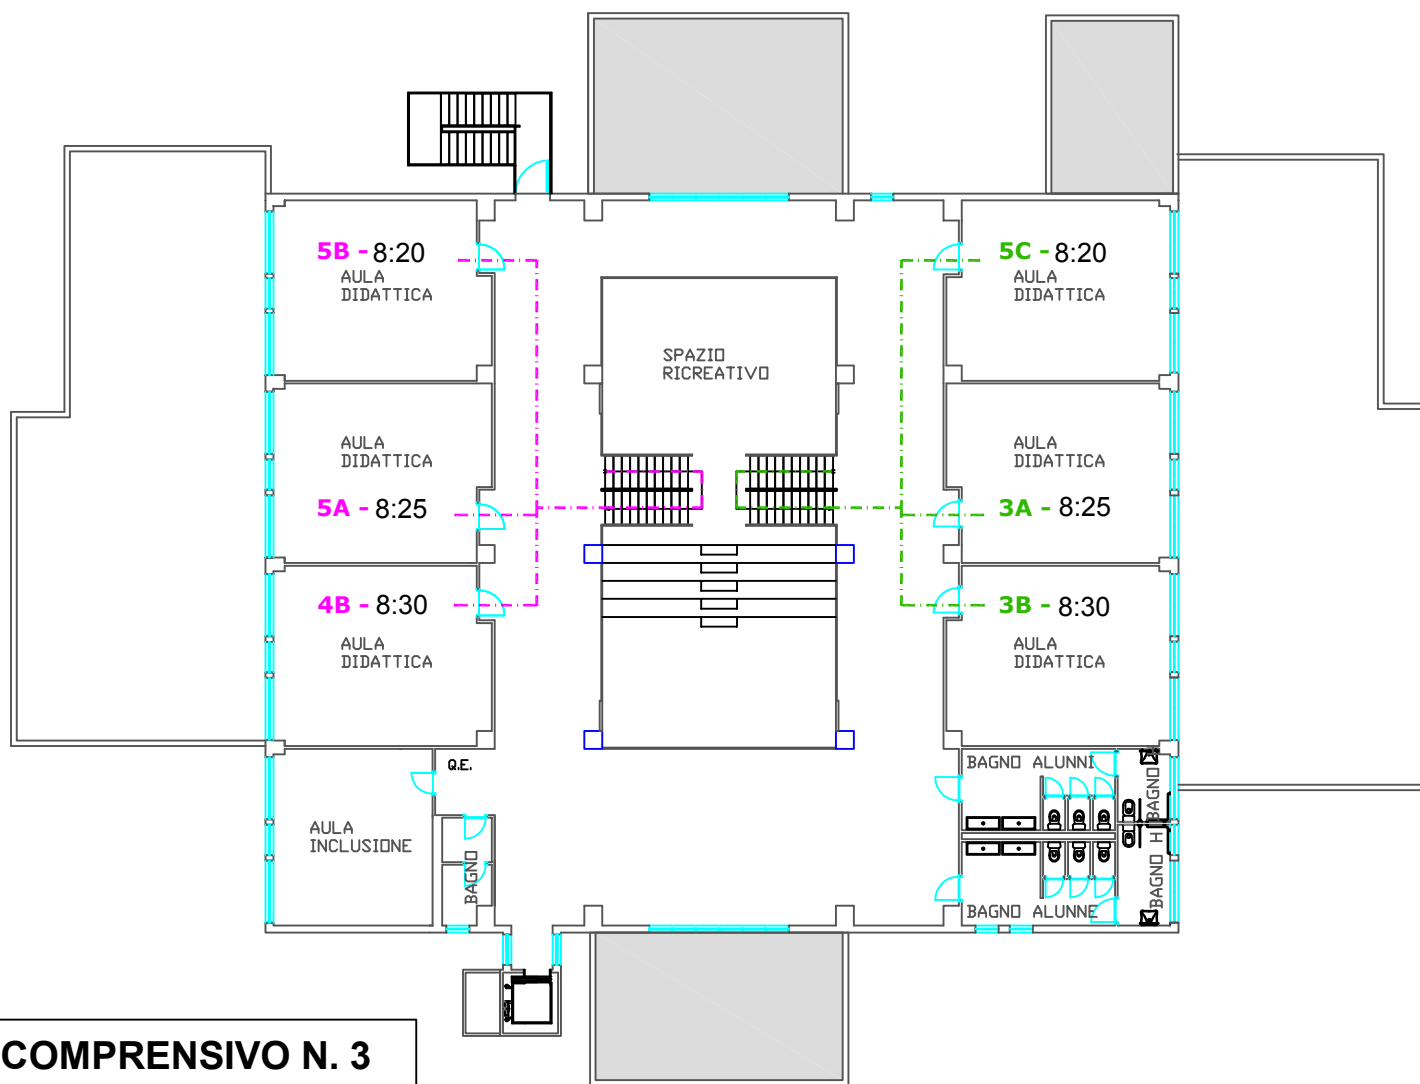 5B - 8:20
AULA
DIDATTICA
5C - 8:20
AULA
DIDATTICA
SPAZIO
RICREATIVO
AULA
DIDATTICA
5A - 8:25
AULA
DIDATTICA
3A - 8:25
4B - 8:30
AULA
DIDATTICA
3B - 8:30
AULA
DIDATTICA
Q.E.
AULA
INCLUSIONE
BAGNO
BAGNO ALUNNI
BAGNO
BAGNO H
BAGNO ALUNNE
COMPRENSIVO N. 3